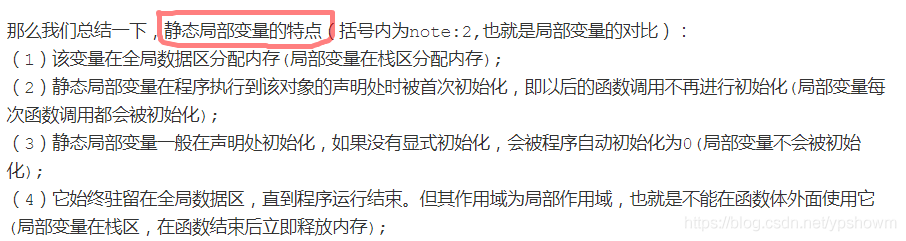 那么我们总结一下，静态局部变量的特点（括号内为note:2,也就是局部变量的对比）：
（1）该变量在全局数据区分配内存(局部变量在栈区分配内存);
（2）静态局部变量在程序执行到该对象的声明处时被首次初始化，即以后的函数调用不再进行初始化(局部变量每
次函数调用都会被初始化);
（3）静态局部变量一般在声明处初始化，如果没有显式初始化，会被程序自动初始化为0(局部变量不会被初始
化);
（4）它始终驻留在全局数据区，直到程序运行结束。但其作用域为局部作用域，也就是不能在函数体外面使用它
(局部变量在栈区，在函数结束后立即释放内存);
https://blog.csdn.net/ypshowm